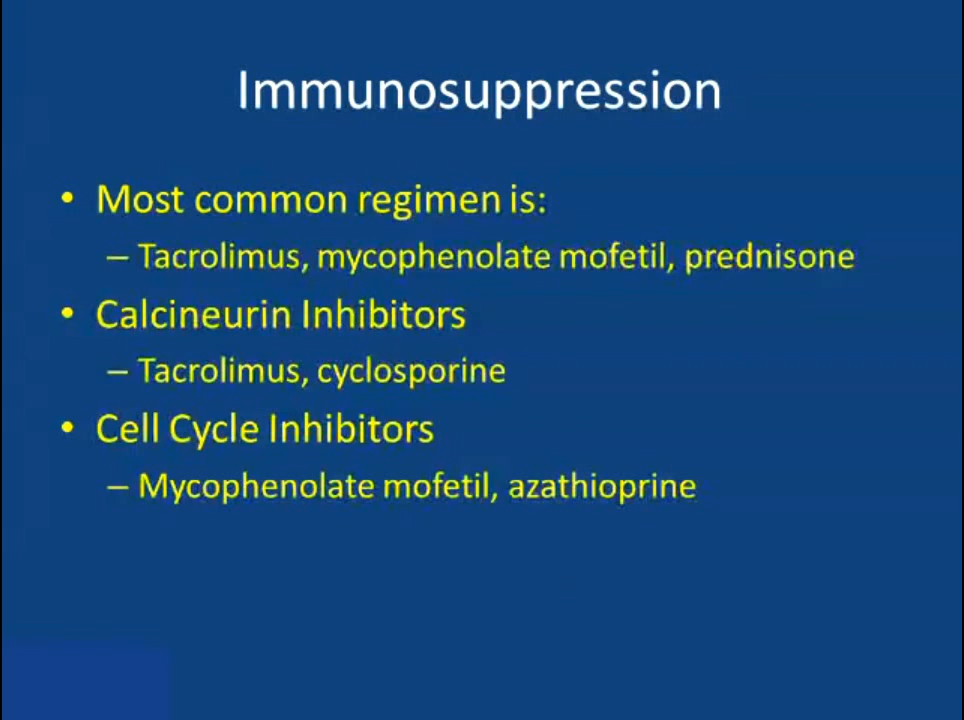 Immunosuppression
• Most common regimen is:
– Tacrolimus, mycophenolate mofetil, prednisone
• Calcineurin Inhibitors
– Tacrolimus, cyclosporine
• Cell Cycle Inhibitors
– Mycophenolate mofetil, azathioprine